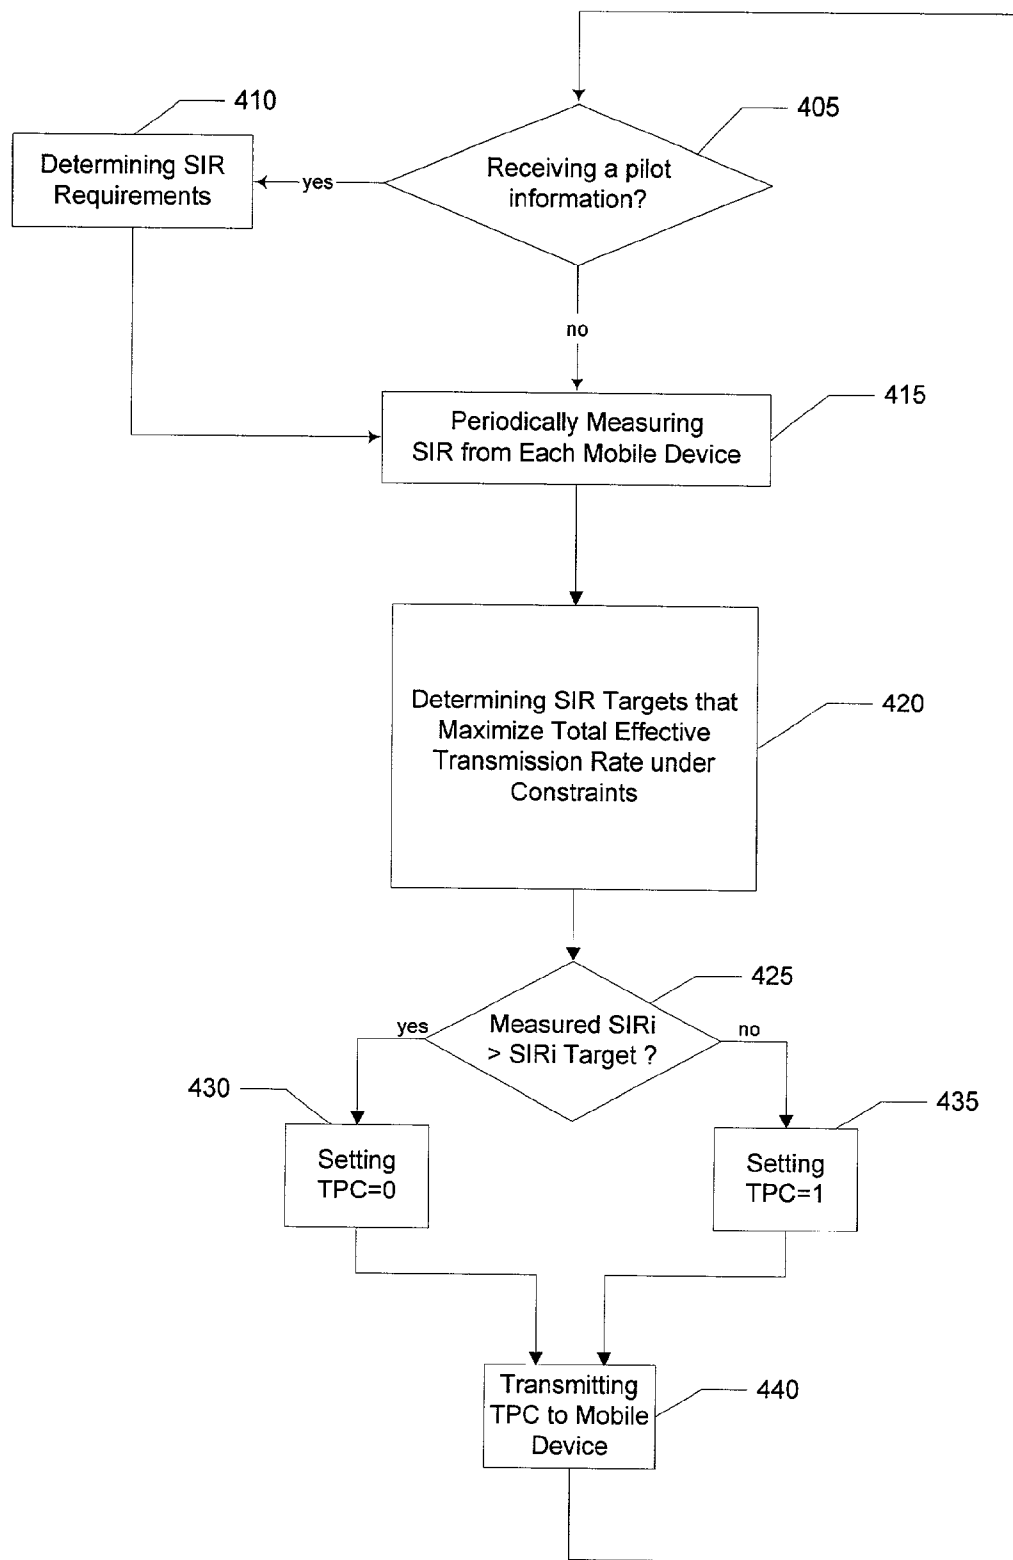 410
405
Determining SIR
Requirements
yes
Receiving a pilot
information?
no
415
Periodically Measuring
SIR from Each Mobile Device
420
Determining SIR Targets that
Maximize Total Effective
Transmission Rate under
Constraints
425
yes
Measured SIRi
> SIRi Target ?
no
430
435
Setting
TPC=0
Setting
TPC=1
440
Transmitting
TPC to Mobile
Device